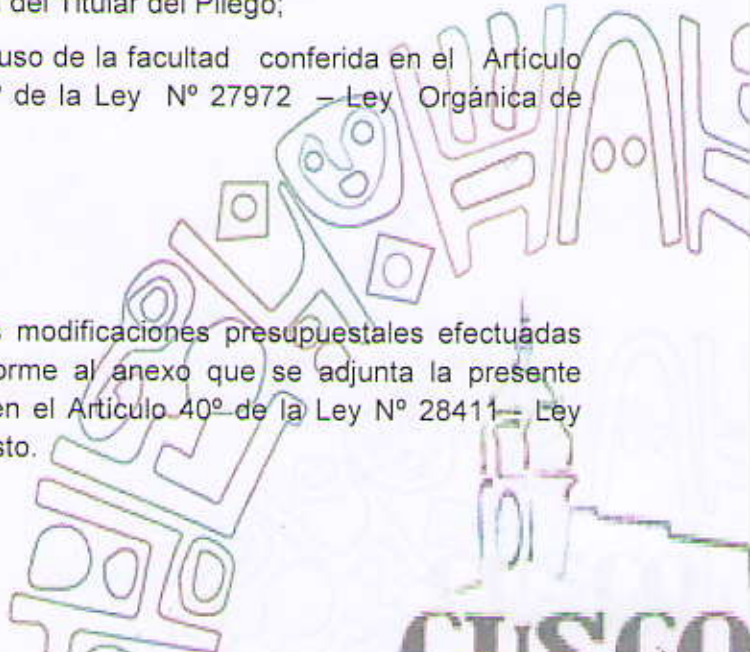 del Titular del Pliego;
uso de la facultad conferida en el Artículo
de la Ley Nº 27972 – Ley Orgánica de
modificaciones presupuestales efectuadas
orme al anexo que se adjunta la presente
en el Artículo 40º de la Ley Nº 28411 – Ley
sto.
CUSCO